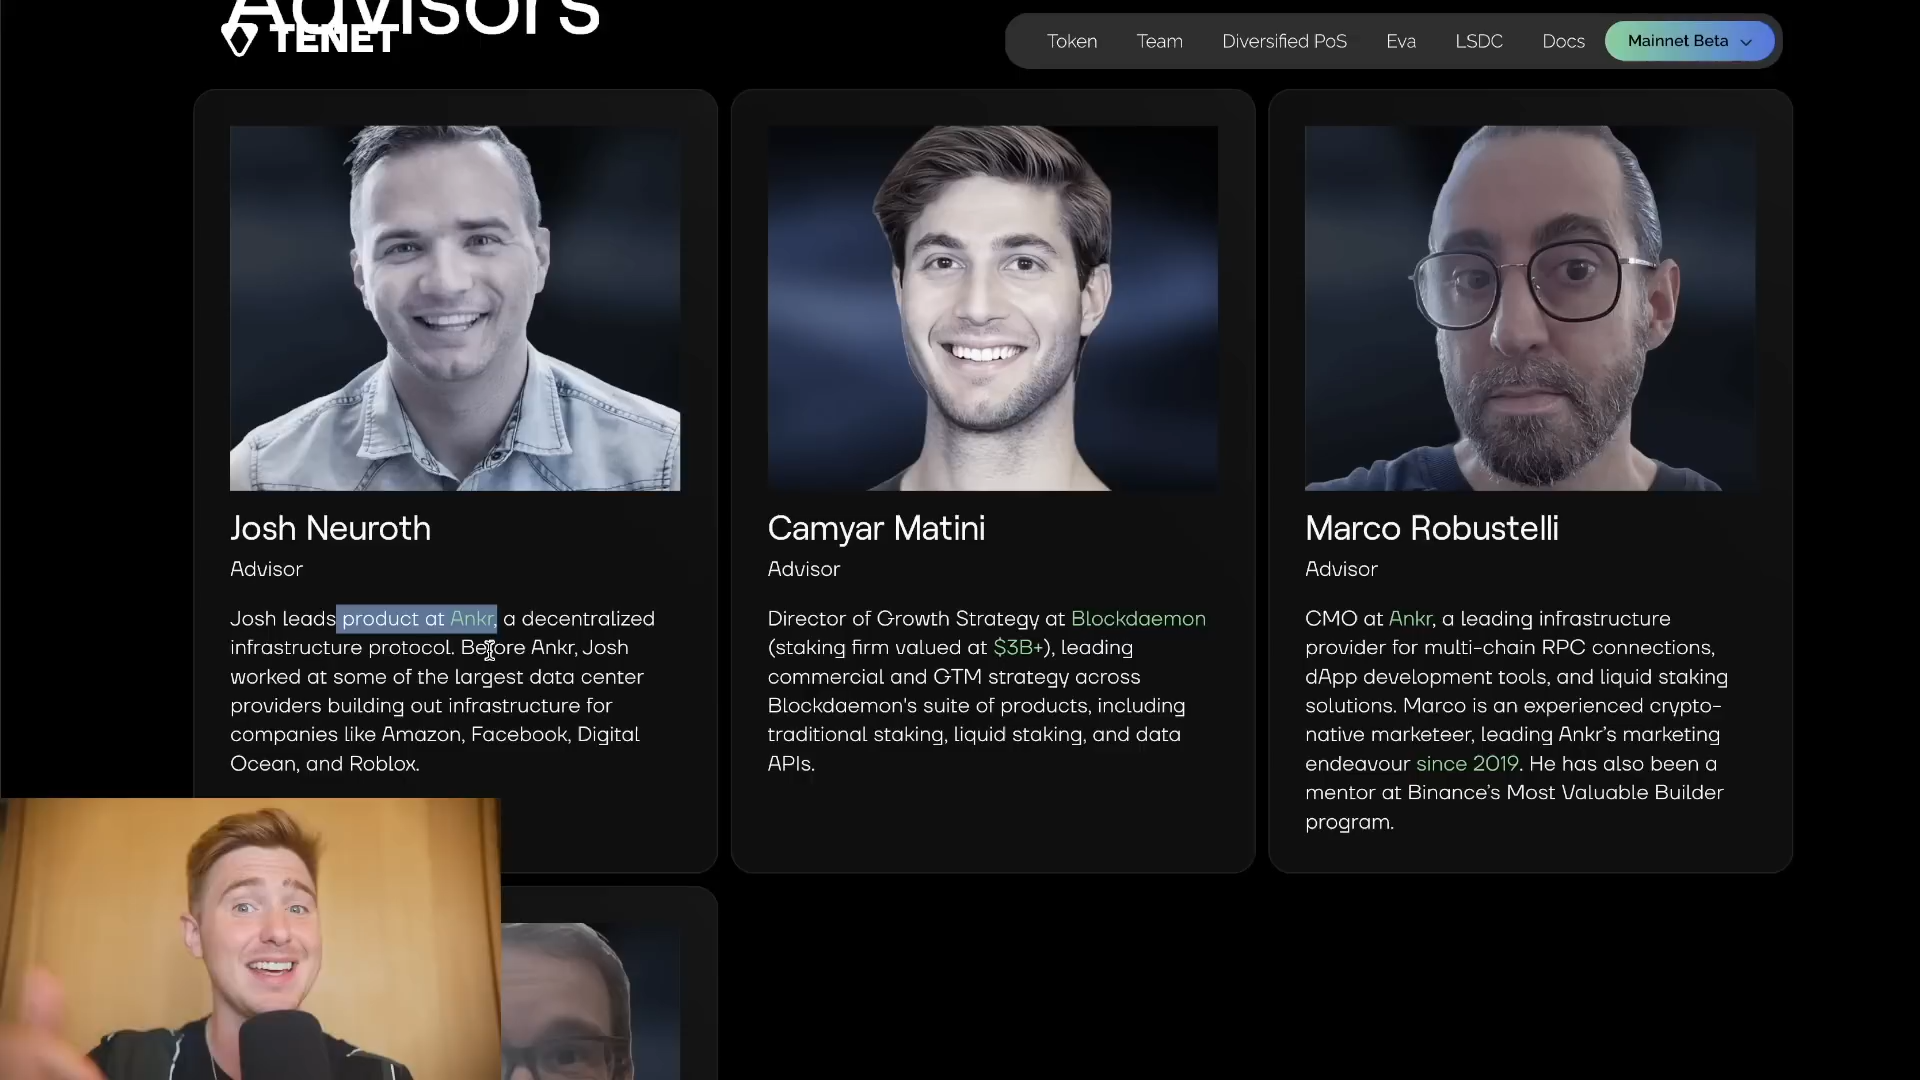 Advisors
TENET
Token Team Diversified PoS Eva LSDC Docs Mainnet Beta
Josh Neuroth
Advisor
Josh leads product at Ankr, a decentralized
infrastructure protocol. Before Ankr, Josh
worked at some of the largest data center
providers building out infrastructure for
companies like Amazon, Facebook, Digital
Ocean, and Roblox.
Camyar Matini
Advisor
Director of Growth Strategy at Blockdaemon
(staking firm valued at $3B+), leading
commercial and GTM strategy across
Blockdaemon's suite of products, including
traditional staking, liquid staking, and data
APIs.
Marco Robustelli
Advisor
CMO at Ankr, a leading infrastructure
provider for multi-chain RPC connections,
dApp development tools, and liquid staking
solutions. Marco is an experienced crypto-
native marketeer, leading Ankr’s marketing
endeavour since 2019. He has also been a
mentor at Binance’s Most Valuable Builder
program.